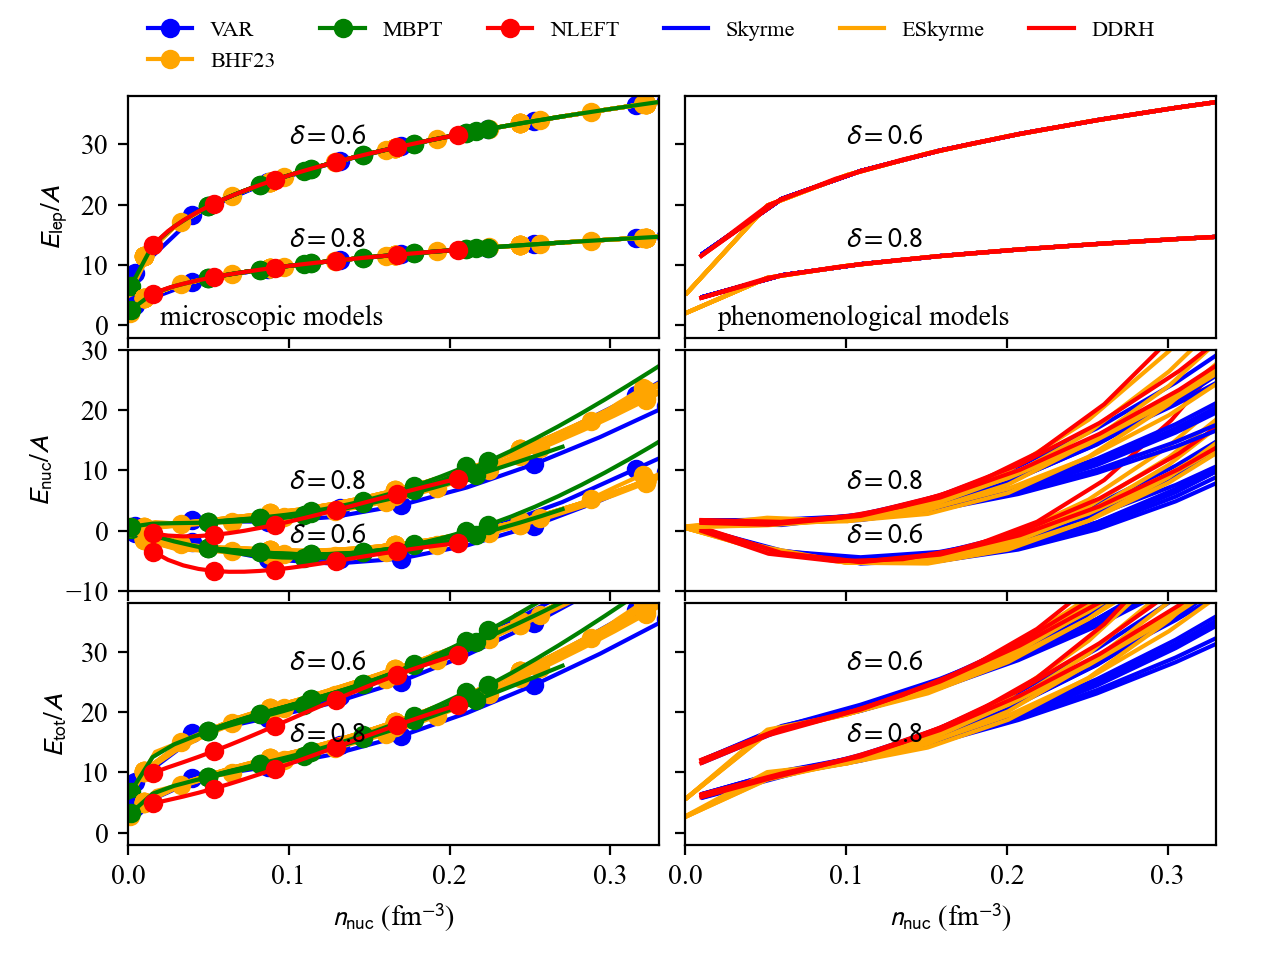 VAR MBPT NLEFT Skyrme ESkyrme DDRH
BHF23
E_lep/A
30
20
10
0
δ = 0.6
δ = 0.8
microscopic models
δ = 0.6
δ = 0.8
phenomenological models
E_nuc/A
30
20
10
0
−10
δ = 0.8
δ = 0.6
δ = 0.8
δ = 0.6
E_tot/A
30
20
10
0
δ = 0.6
δ = 0.8
δ = 0.6
δ = 0.8
0.0 0.1 0.2 0.3
0.0 0.1 0.2 0.3
n_nuc (fm⁻³)
n_nuc (fm⁻³)